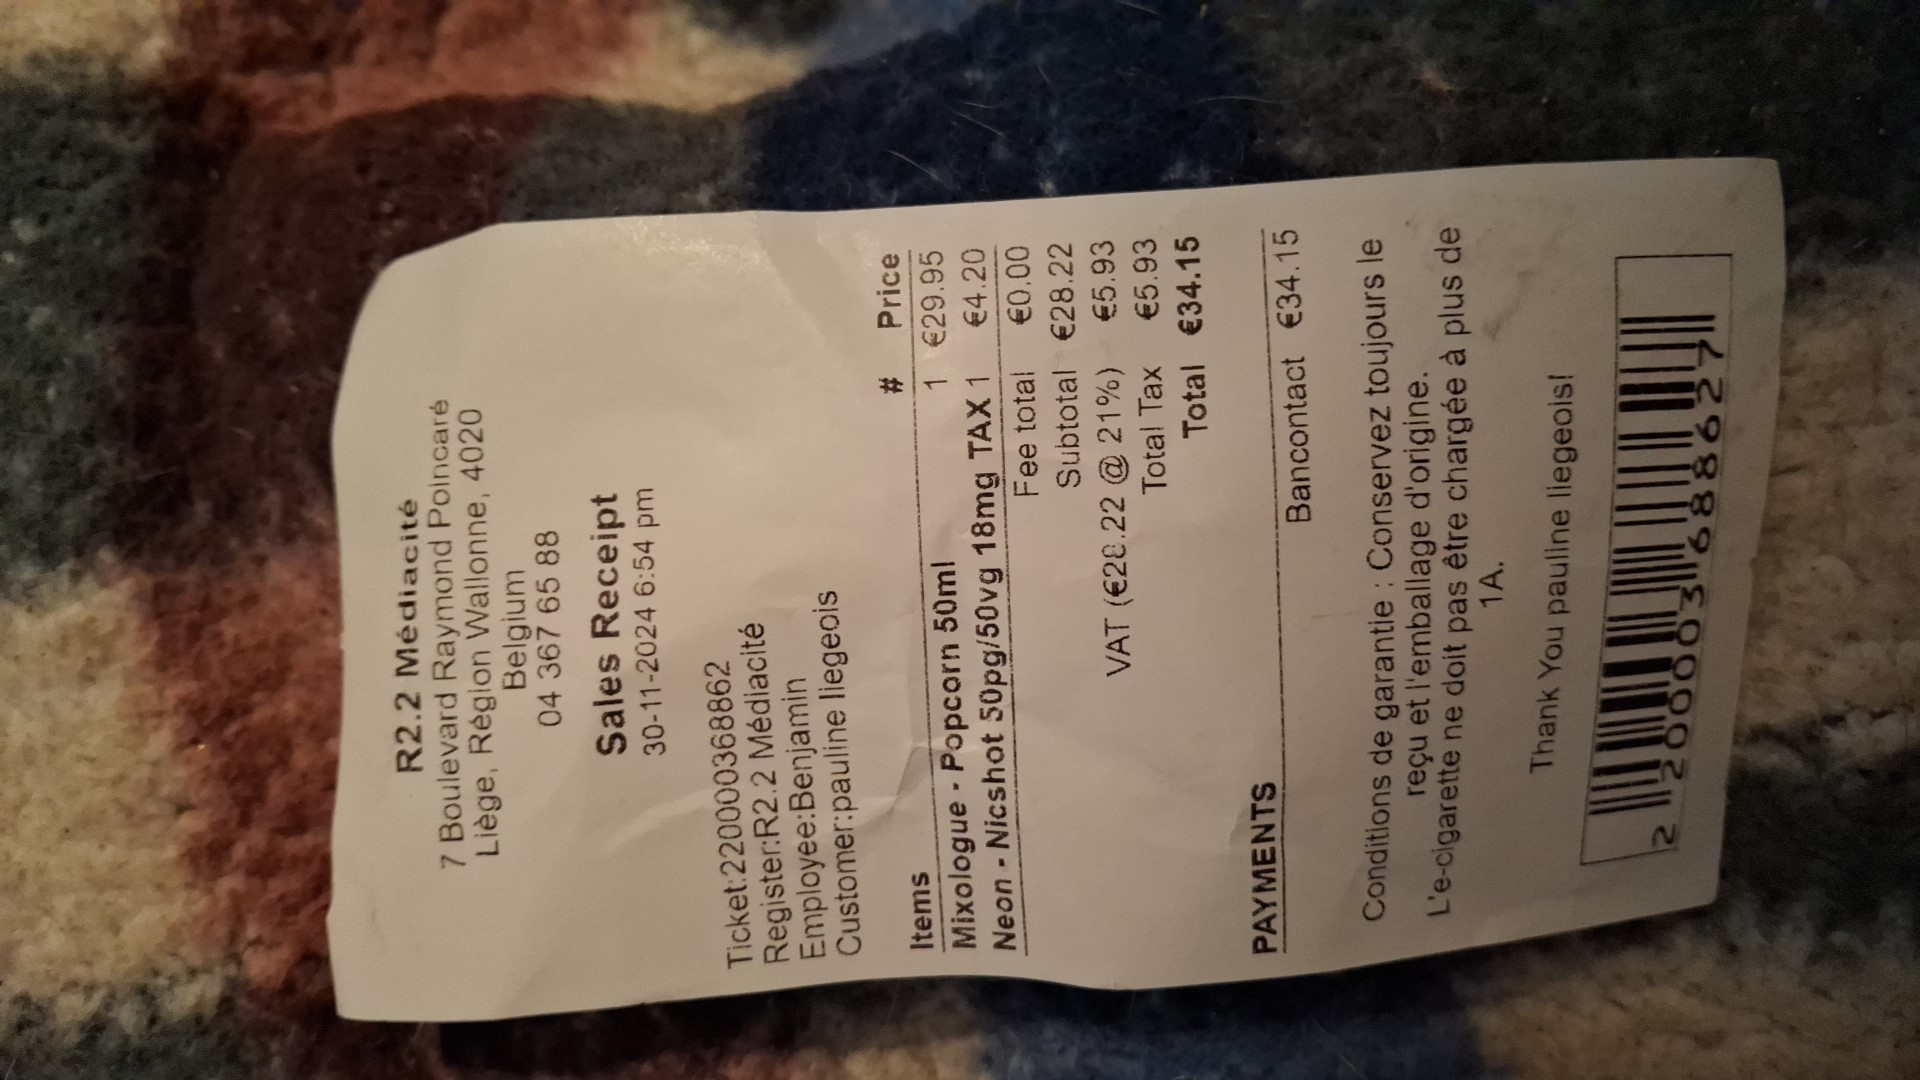 R2.2 Médiacité
7 Boulevard Raymond Poincaré
Liège, Région Wallonne, 4020
Belgium
04 367 65 88
Sales Receipt
30-11-2024 6:54 pm
Ticket:220000368862
Register:R2.2 Médiacité
Employee:Benjamin
Customer:pauline liegeois
Items # Price
Mixologue - Popcorn 50ml 1 €29.95
Neon - Nicshot 50pg/50vg 18mg TAX 1 €4.20
Fee total €0.00
Subtotal €28.22
VAT (€28.22 @ 21%) €5.93
Total Tax €5.93
Total €34.15
PAYMENTS
Bancontact €34.15
Conditions de garantie : Conservez toujours le
reçu et l'emballage d'origine.
L'e-cigarette ne doit pas être chargée à plus de
1A.
Thank You pauline liegeois!
2 200003 688627